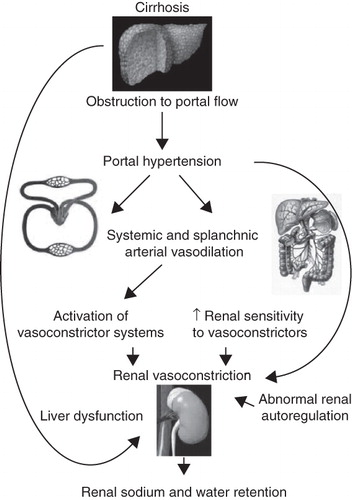 Cirrhosis
Obstruction to portal flow
Portal hypertension
Systemic and splanchnic
arterial vasodilation
Activation of
vasoconstrictor systems
↑ Renal sensitivity
to vasoconstrictors
Renal vasoconstriction
Liver dysfunction
Abnormal renal
autoregulation
Renal sodium and water retention